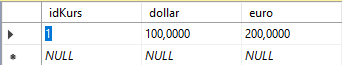 idKurs dollar euro
1 100,0000 200,0000
NULL NULL NULL